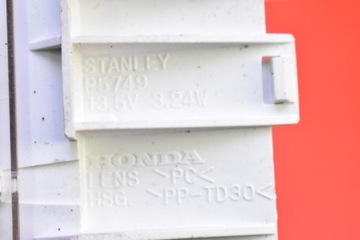 STANLEY
P5749
13.5V 3.24W
HONDA
LENS >PC<
HSG. >PP-TD30<